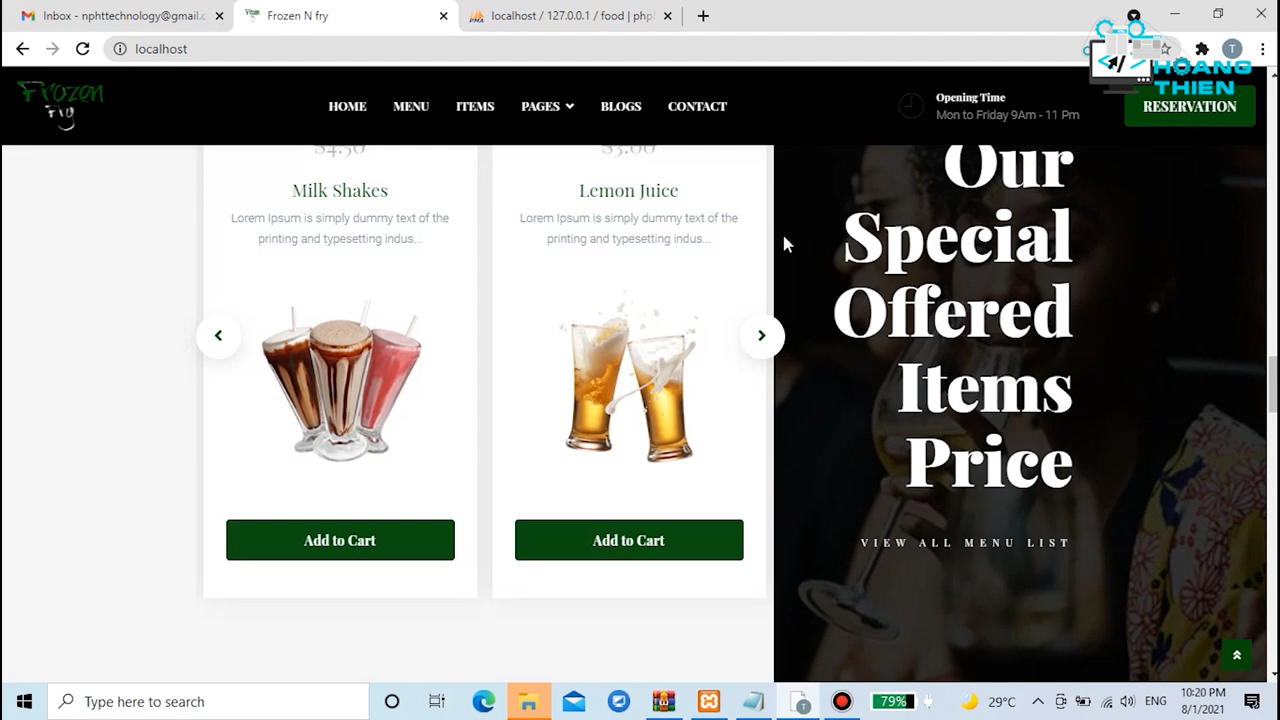 Inbox - nphttechnology@gmail.c
Frozen N fry
localhost / 127.0.0.1 / food | php
localhost
T
HOANG
THIEN
Frozen
Fry
HOME
MENU
ITEMS
PAGES
BLOGS
CONTACT
Opening Time
Mon to Friday 9Am - 11 Pm
RESERVATION
$4.50
$3.00
Milk Shakes
Lorem Ipsum is simply dummy text of the
printing and typesetting indus...
Lemon Juice
Lorem Ipsum is simply dummy text of the
printing and typesetting indus...
Add to Cart
Add to Cart
Our
Special
Offered
Items
Price
VIEW ALL MENU LIST
Type here to search
79%
29°C
ENG
10:20 PM
8/1/2021